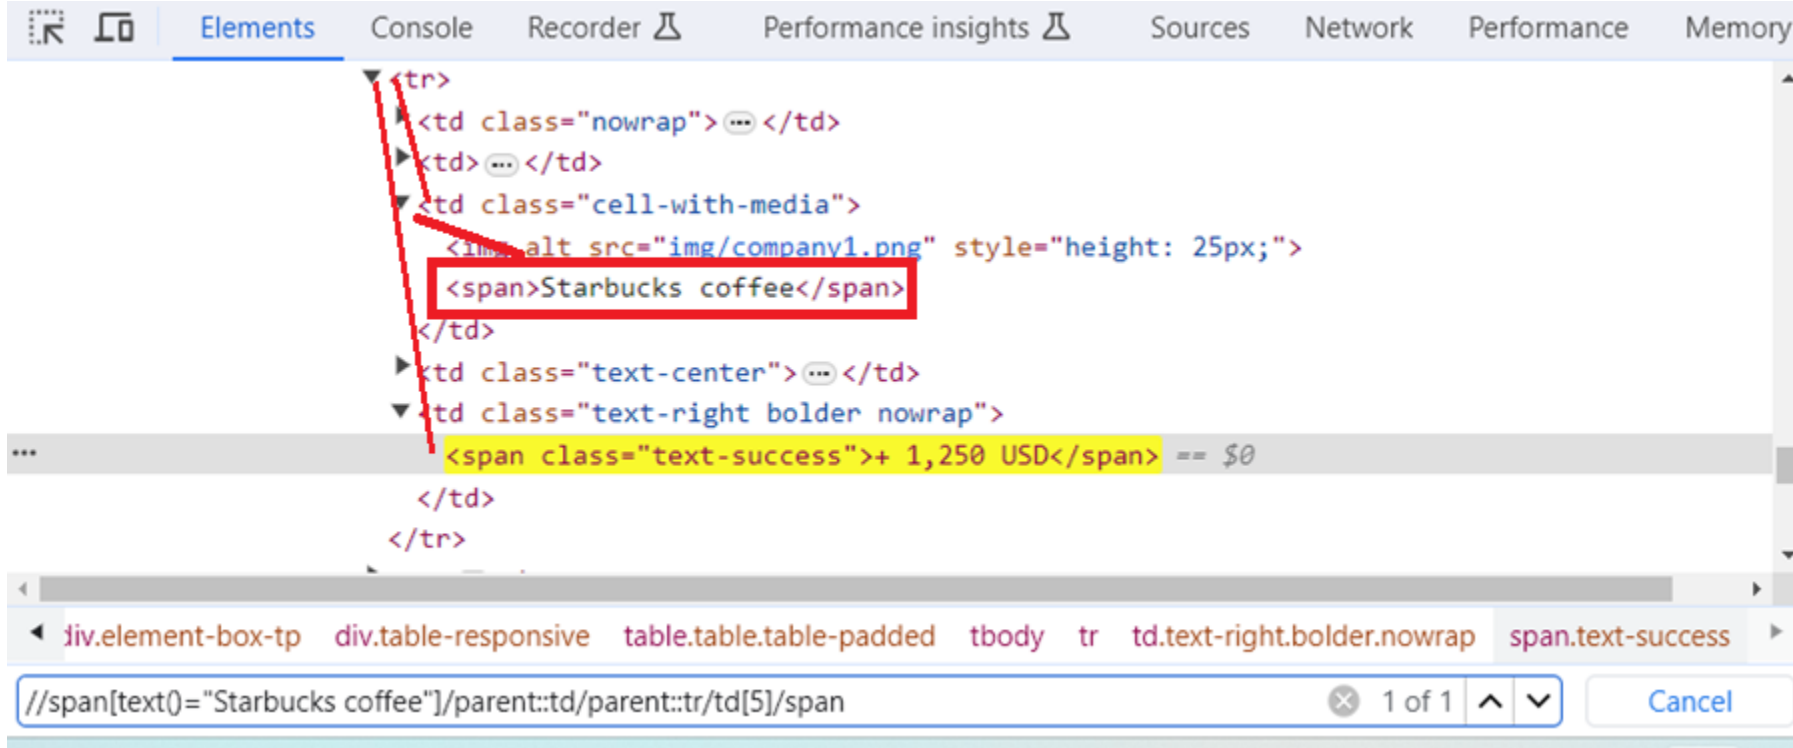 Elements Console Recorder Performance insights Sources Network Performance Memory
<tr>
<td class="nowrap">…</td>
<td>…</td>
<td class="cell-with-media">
<img alt src="img/company1.png" style="height: 25px;">
<span>Starbucks coffee</span>
</td>
<td class="text-center">…</td>
<td class="text-right bolder nowrap">
… <span class="text-success">+ 1,250 USD</span> == $0
</td>
</tr>
div.element-box-tp div.table-responsive table.table.table-padded tbody tr td.text-right.bolder.nowrap span.text-success
//span[text()="Starbucks coffee"]/parent::td/parent::tr/td[5]/span 1 of 1 Cancel